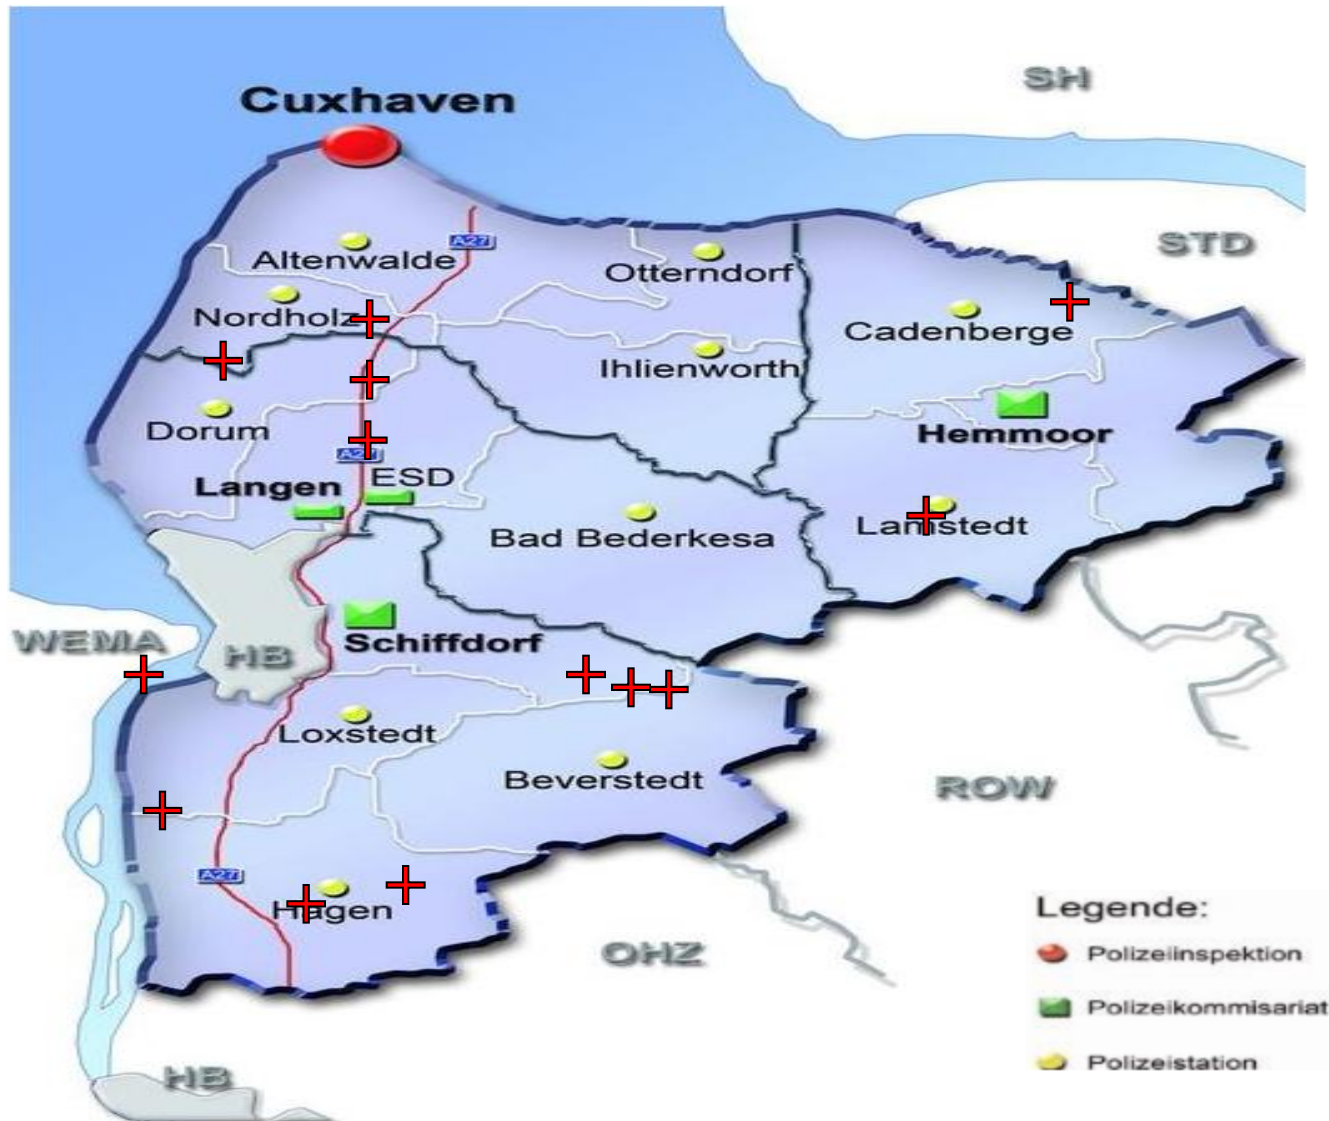 SH
Cuxhaven
STD
A27
Altenwalde
Otterndorf
Nordholz
Cadenberge
Ihlienworth
Dorum
Hemmoor
A27
ESD
Langen
Lamstedt
Bad Bederkesa
WEMA
Schiffdorf
HB
Loxstedt
Beverstedt
ROW
A27
Hagen
Legende:
OHZ
Polizeiinspektion
Polizeikommisariat
Polizeistation
HB